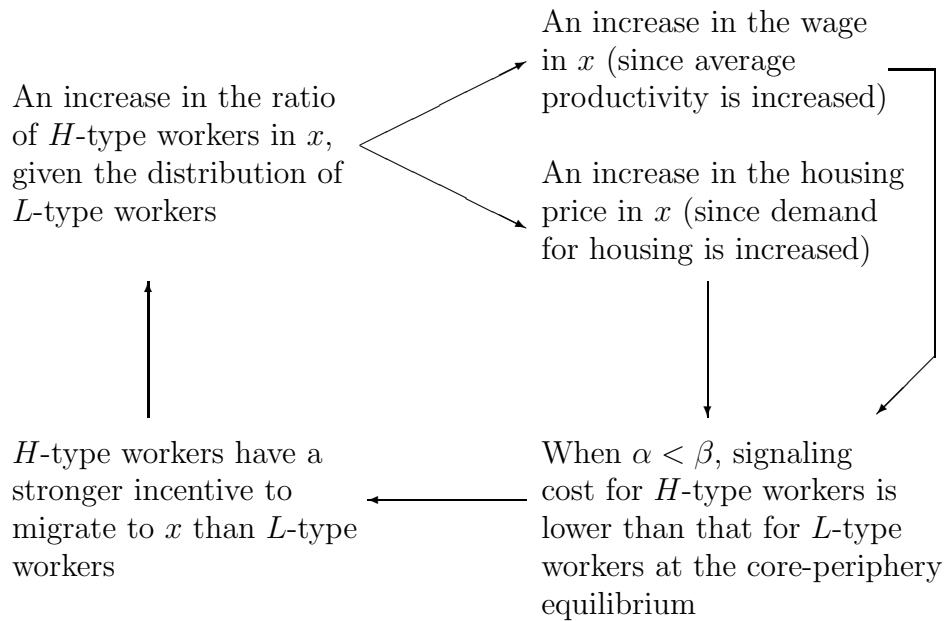 An increase in the ratio
of H-type workers in x,
given the distribution of
L-type workers
An increase in the wage
in x (since average
productivity is increased)
An increase in the housing
price in x (since demand
for housing is increased)
When α < β, signaling
cost for H-type workers is
lower than that for L-type
workers at the core-periphery
equilibrium
H-type workers have a
stronger incentive to
migrate to x than L-type
workers